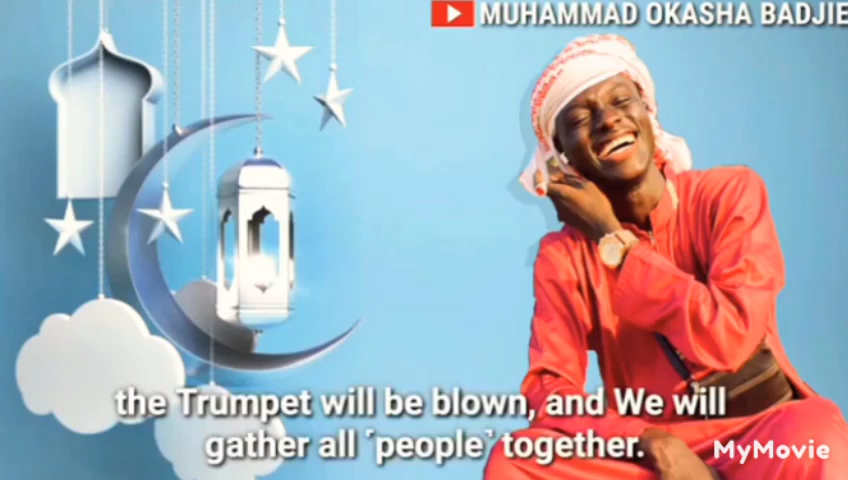 MUHAMMAD OKASHA BADJIE
the Trumpet will be blown, and We will
gather all ˹people˺ together.
MyMovie